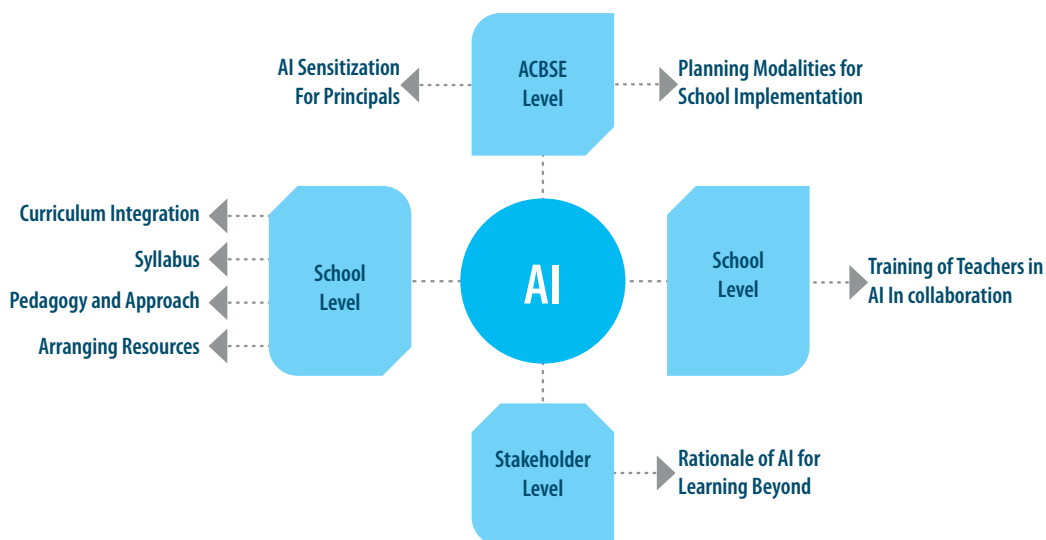 AI Sensitization
For Principals
ACBSE
Level
Planning Modalities for
School Implementation
Curriculum Integration
Syllabus
Pedagogy and Approach
Arranging Resources
School
Level
AI
School
Level
Training of Teachers in
AI In collaboration
Stakeholder
Level
Rationale of AI for
Learning Beyond